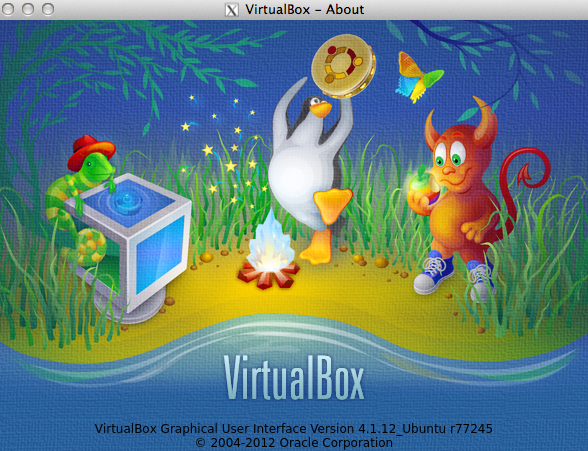 VirtualBox – About
VirtualBox
VirtualBox Graphical User Interface Version 4.1.12_Ubuntu r77245
© 2004-2012 Oracle Corporation